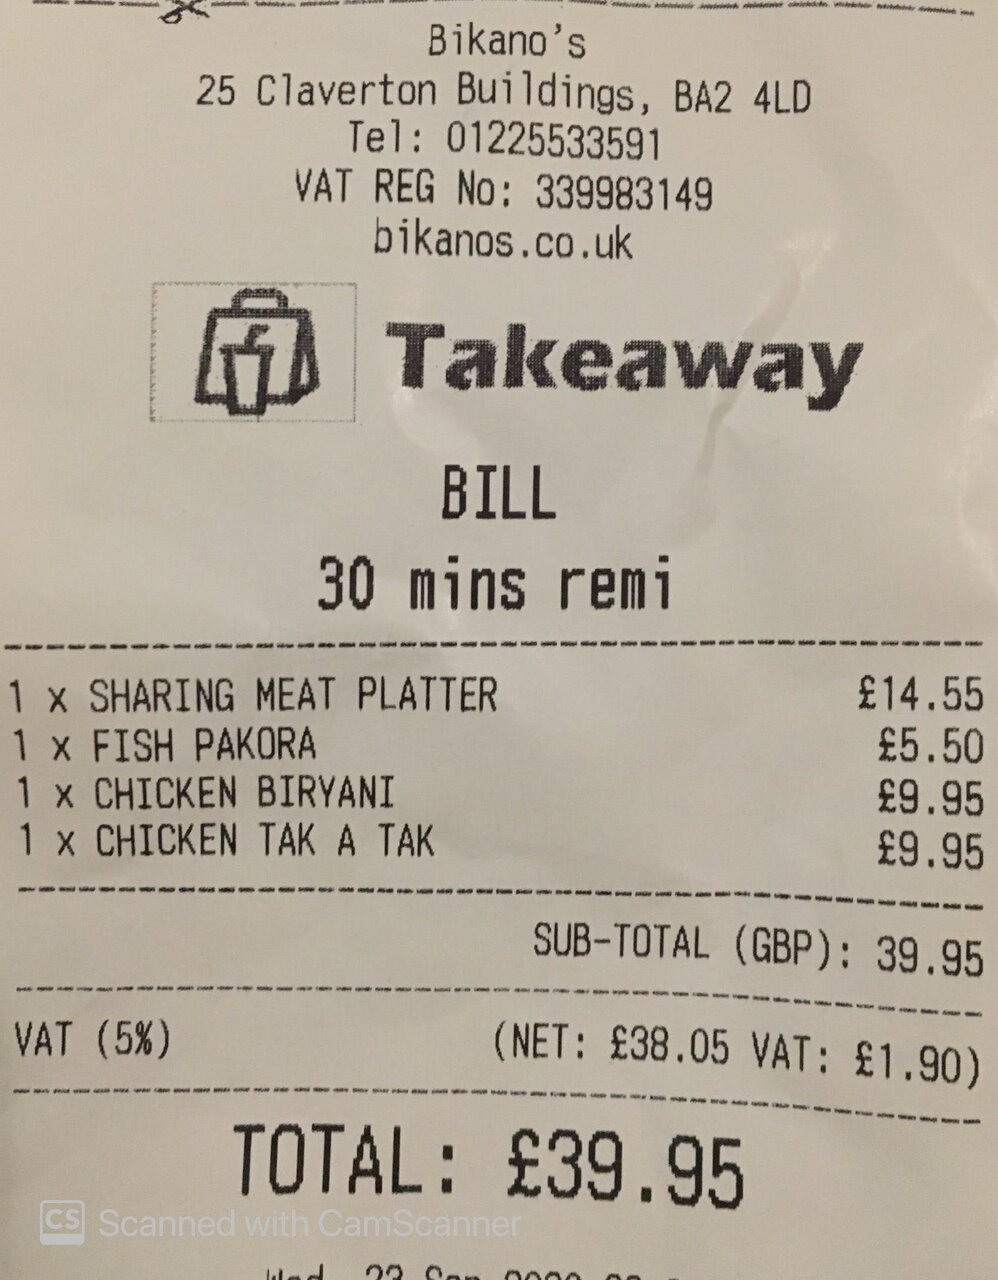 Bikano's
25 Claverton Buildings, BA2 4LD
Tel: 01225533591
VAT REG No: 339983149
bikanos.co.uk
Takeaway
BILL
30 mins remi
1 x SHARING MEAT PLATTER £14.55
1 x FISH PAKORA £5.50
1 x CHICKEN BIRYANI £9.95
1 x CHICKEN TAK A TAK £9.95
SUB-TOTAL (GBP): 39.95
VAT (5%) (NET: £38.05 VAT: £1.90)
TOTAL: £39.95
CS Scanned with CamScanner